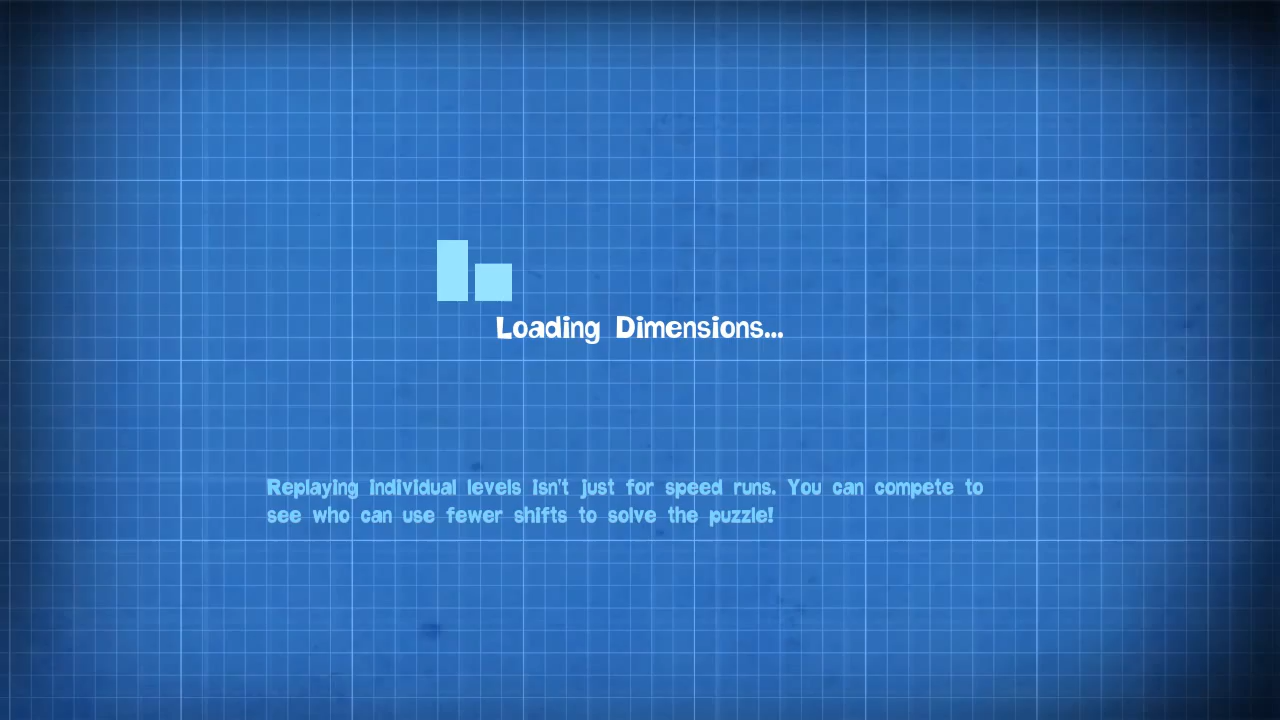 Loading Dimensions...
Replaying individual levels isn't just for speed runs. You can compete to
see who can use fewer shifts to solve the puzzle!